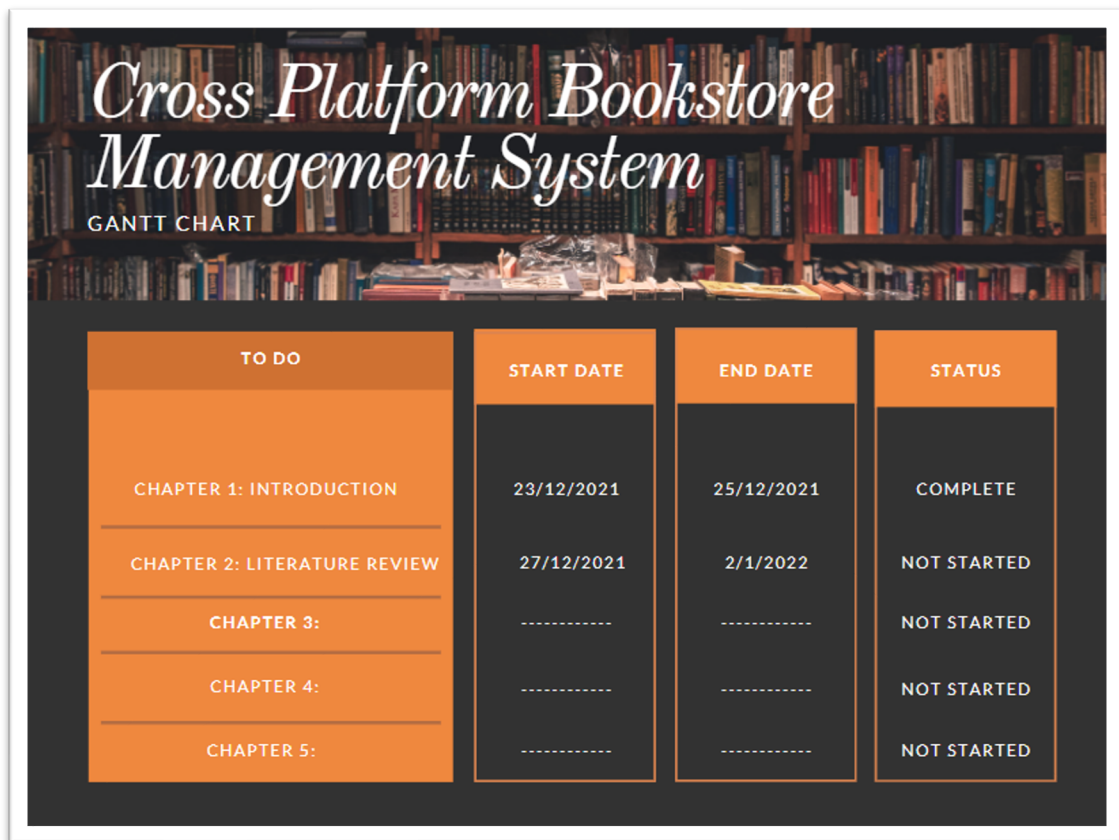 Cross Platform Bookstore
Management System
GANTT CHART
TO DO START DATE END DATE STATUS
CHAPTER 1: INTRODUCTION 23/12/2021 25/12/2021 COMPLETE
CHAPTER 2: LITERATURE REVIEW 27/12/2021 2/1/2022 NOT STARTED
CHAPTER 3: ------------ ------------ NOT STARTED
CHAPTER 4: ------------ ------------ NOT STARTED
CHAPTER 5: ------------ ------------ NOT STARTED